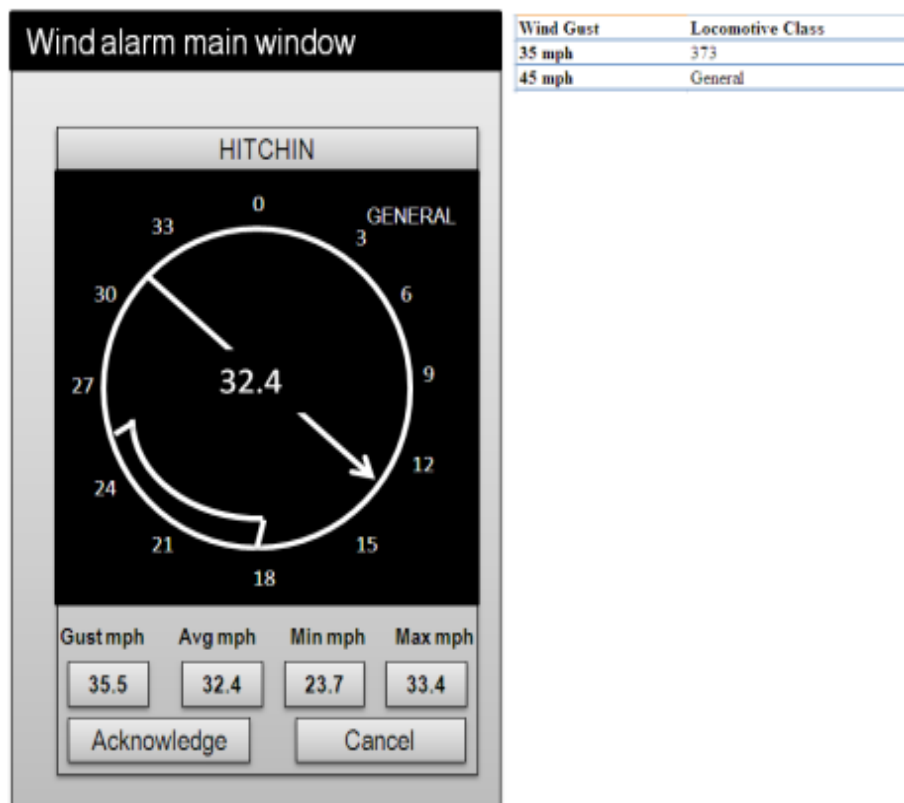 Wind alarm main window
HITCHIN
GENERAL
0
3
6
9
12
15
18
21
24
27
30
33
32.4
Gust mph Avg mph Min mph Max mph
35.5 32.4 23.7 33.4
Acknowledge Cancel
Wind Gust Locomotive Class
35 mph 373
45 mph General